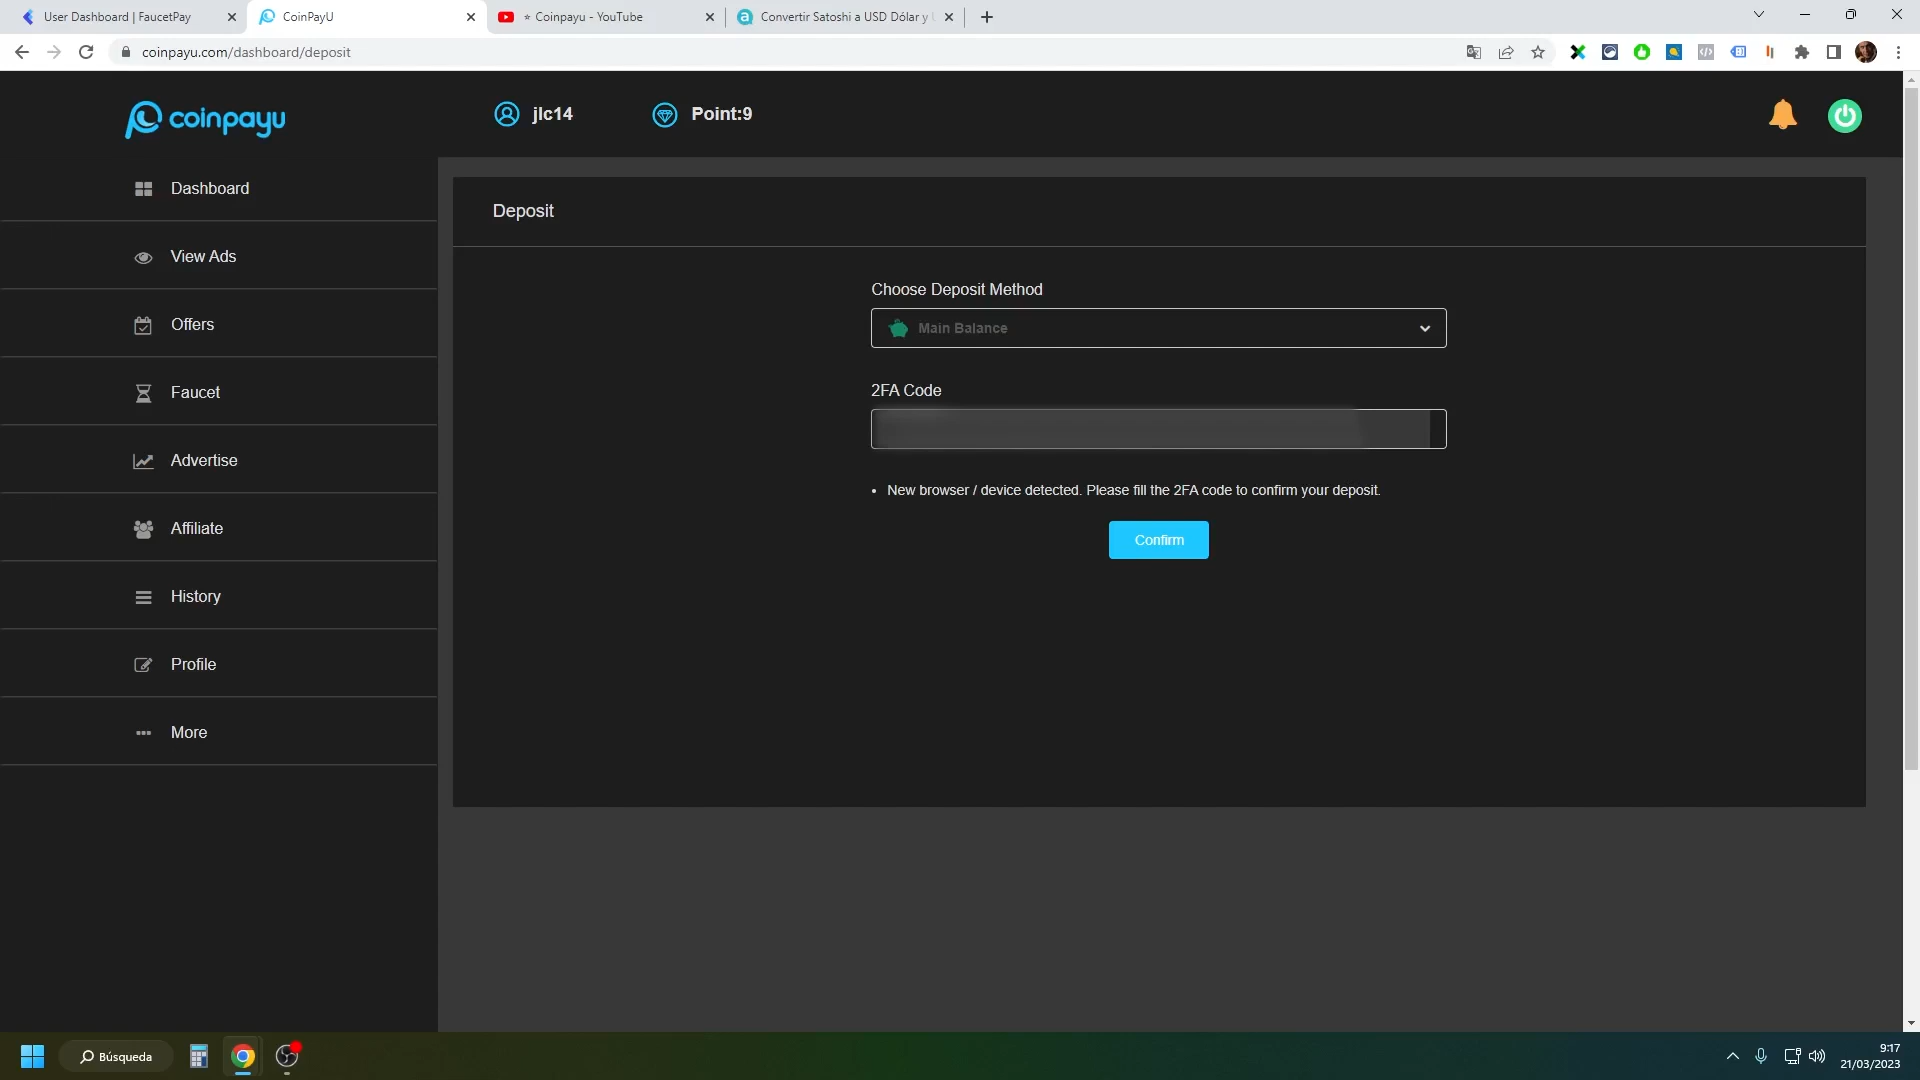 User Dashboard | FaucetPay
CoinPayU
Coinpayu - YouTube
Convertir Satoshi a USD Dólar y
coinpayu.com/dashboard/deposit
coinpayu
jlc14
Point:9
Dashboard
View Ads
Offers
Faucet
Advertise
Affiliate
History
Profile
More
Deposit
Choose Deposit Method
Main Balance
2FA Code
New browser / device detected. Please fill the 2FA code to confirm your deposit.
Confirm
Búsqueda
9:17
21/03/2023